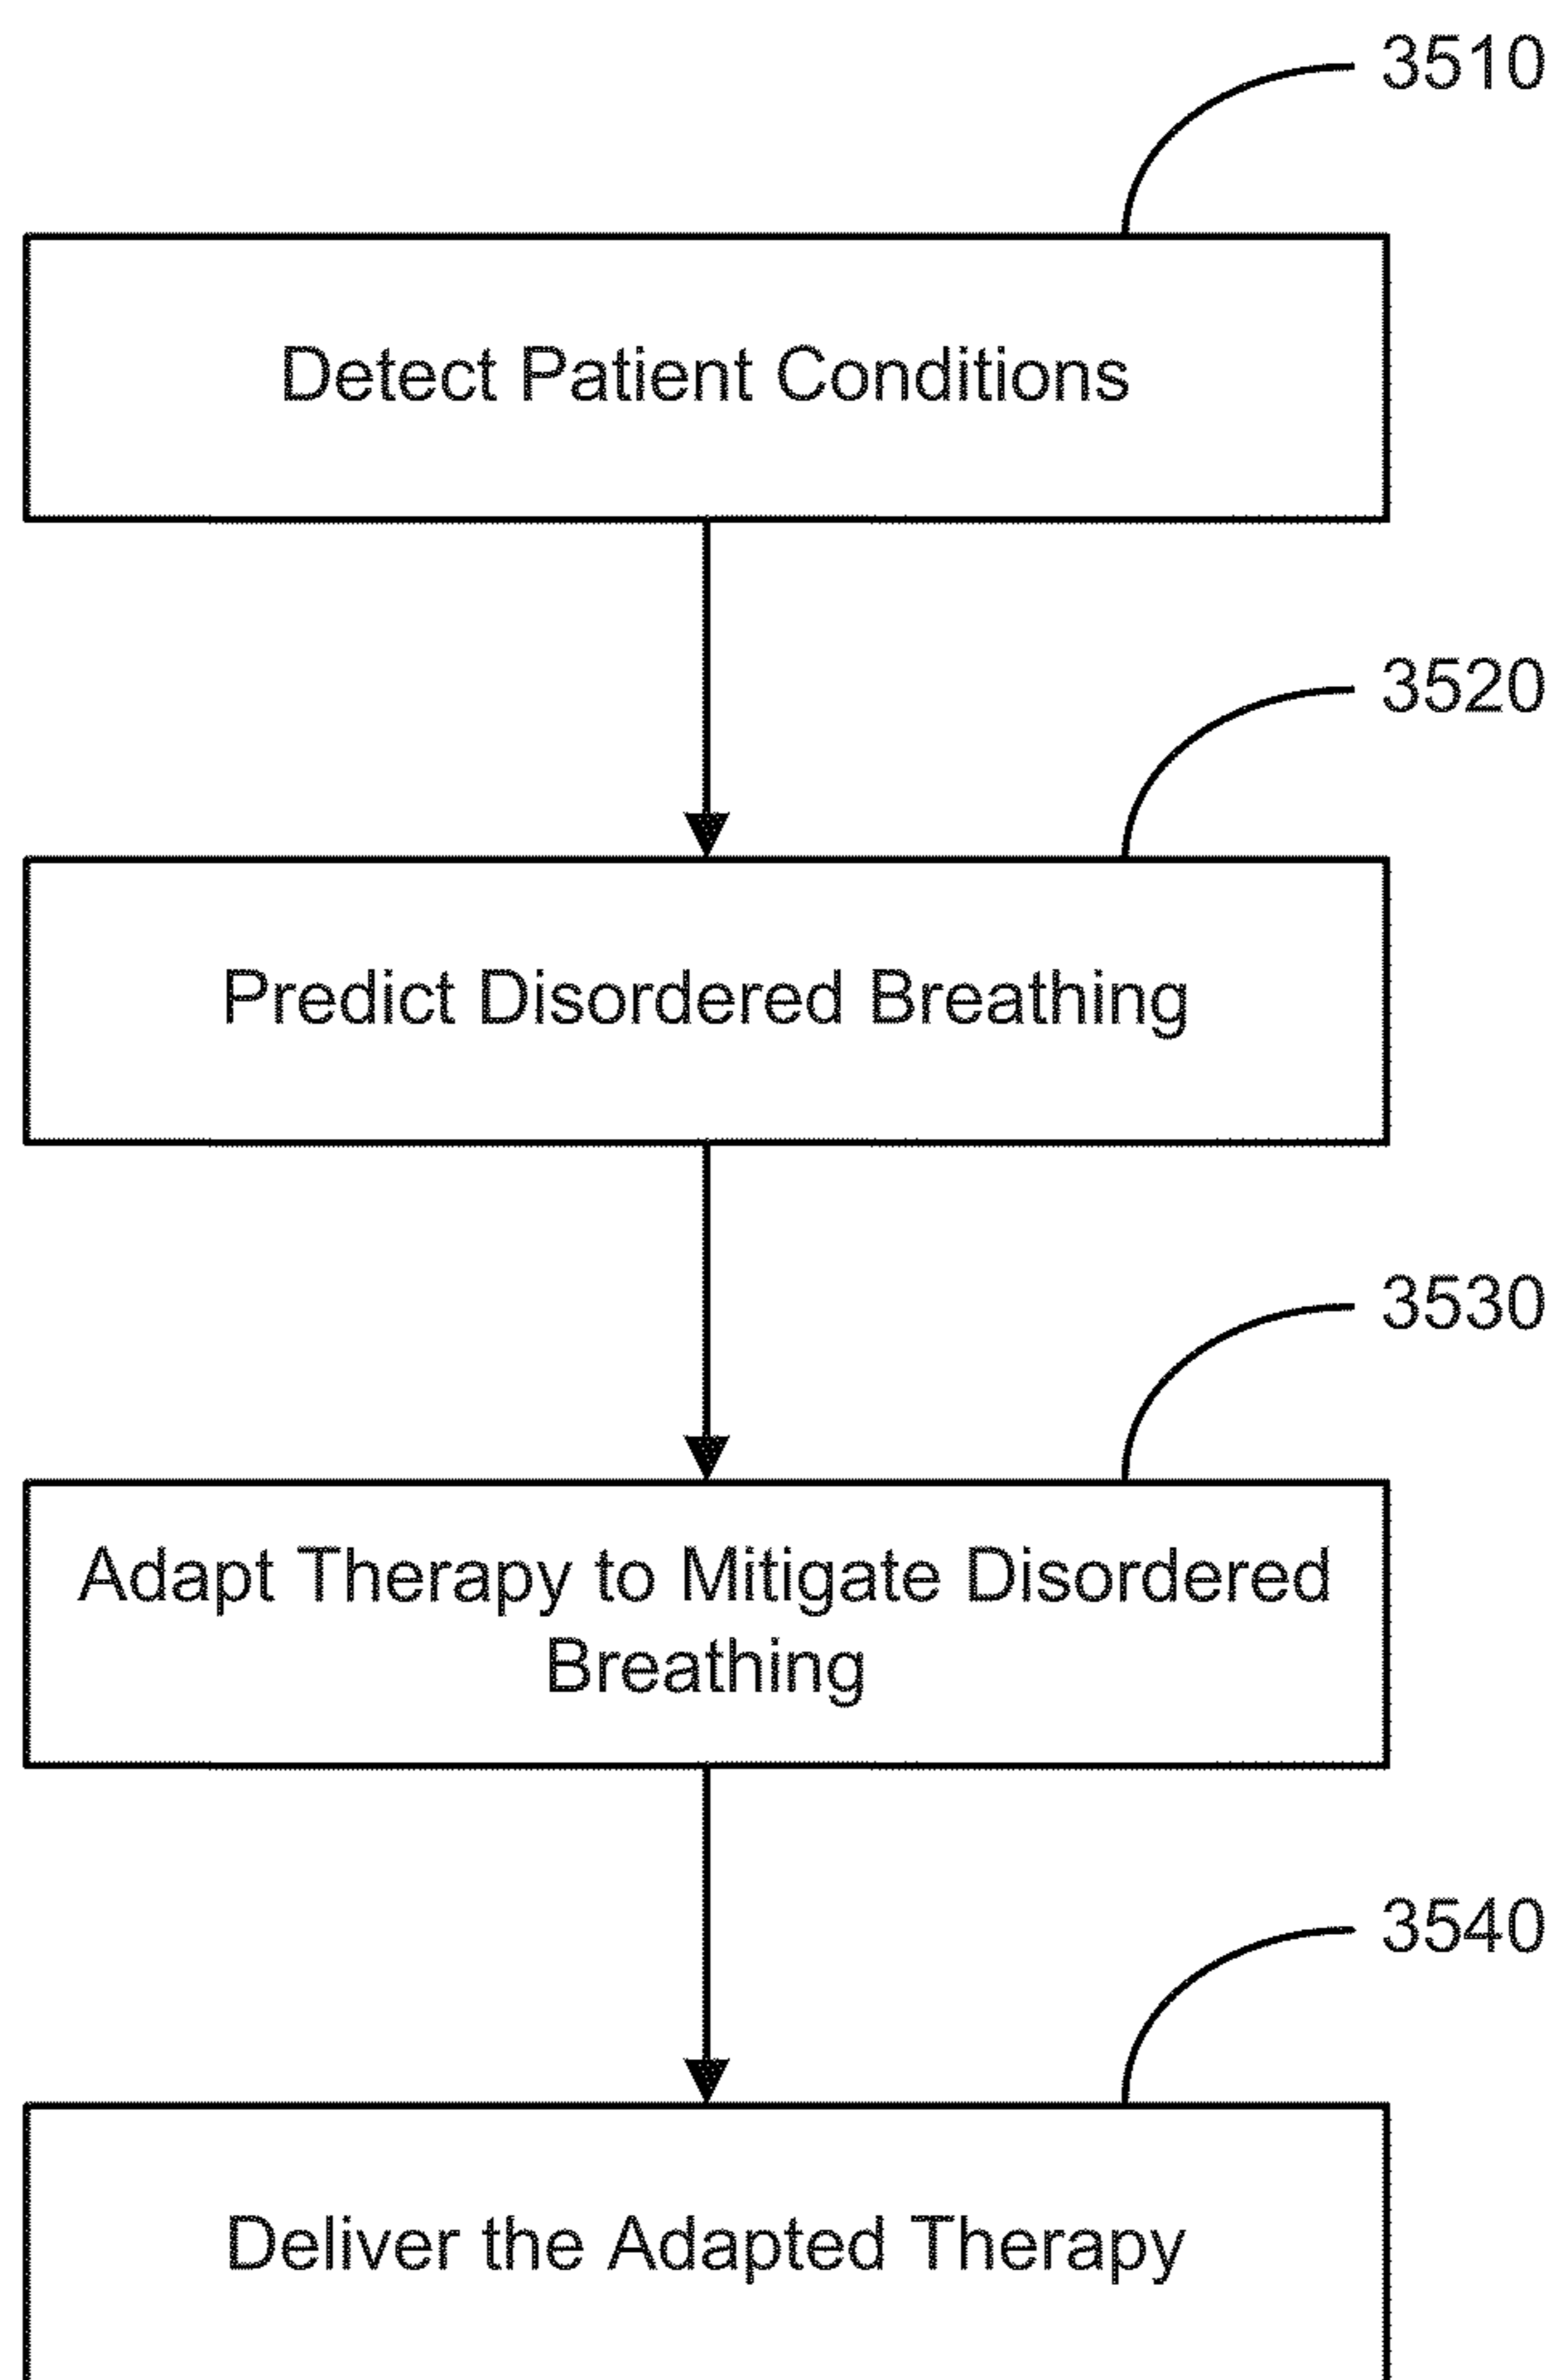 3510
Detect Patient Conditions
3520
Predict Disordered Breathing
3530
Adapt Therapy to Mitigate Disordered
Breathing
3540
Deliver the Adapted Therapy